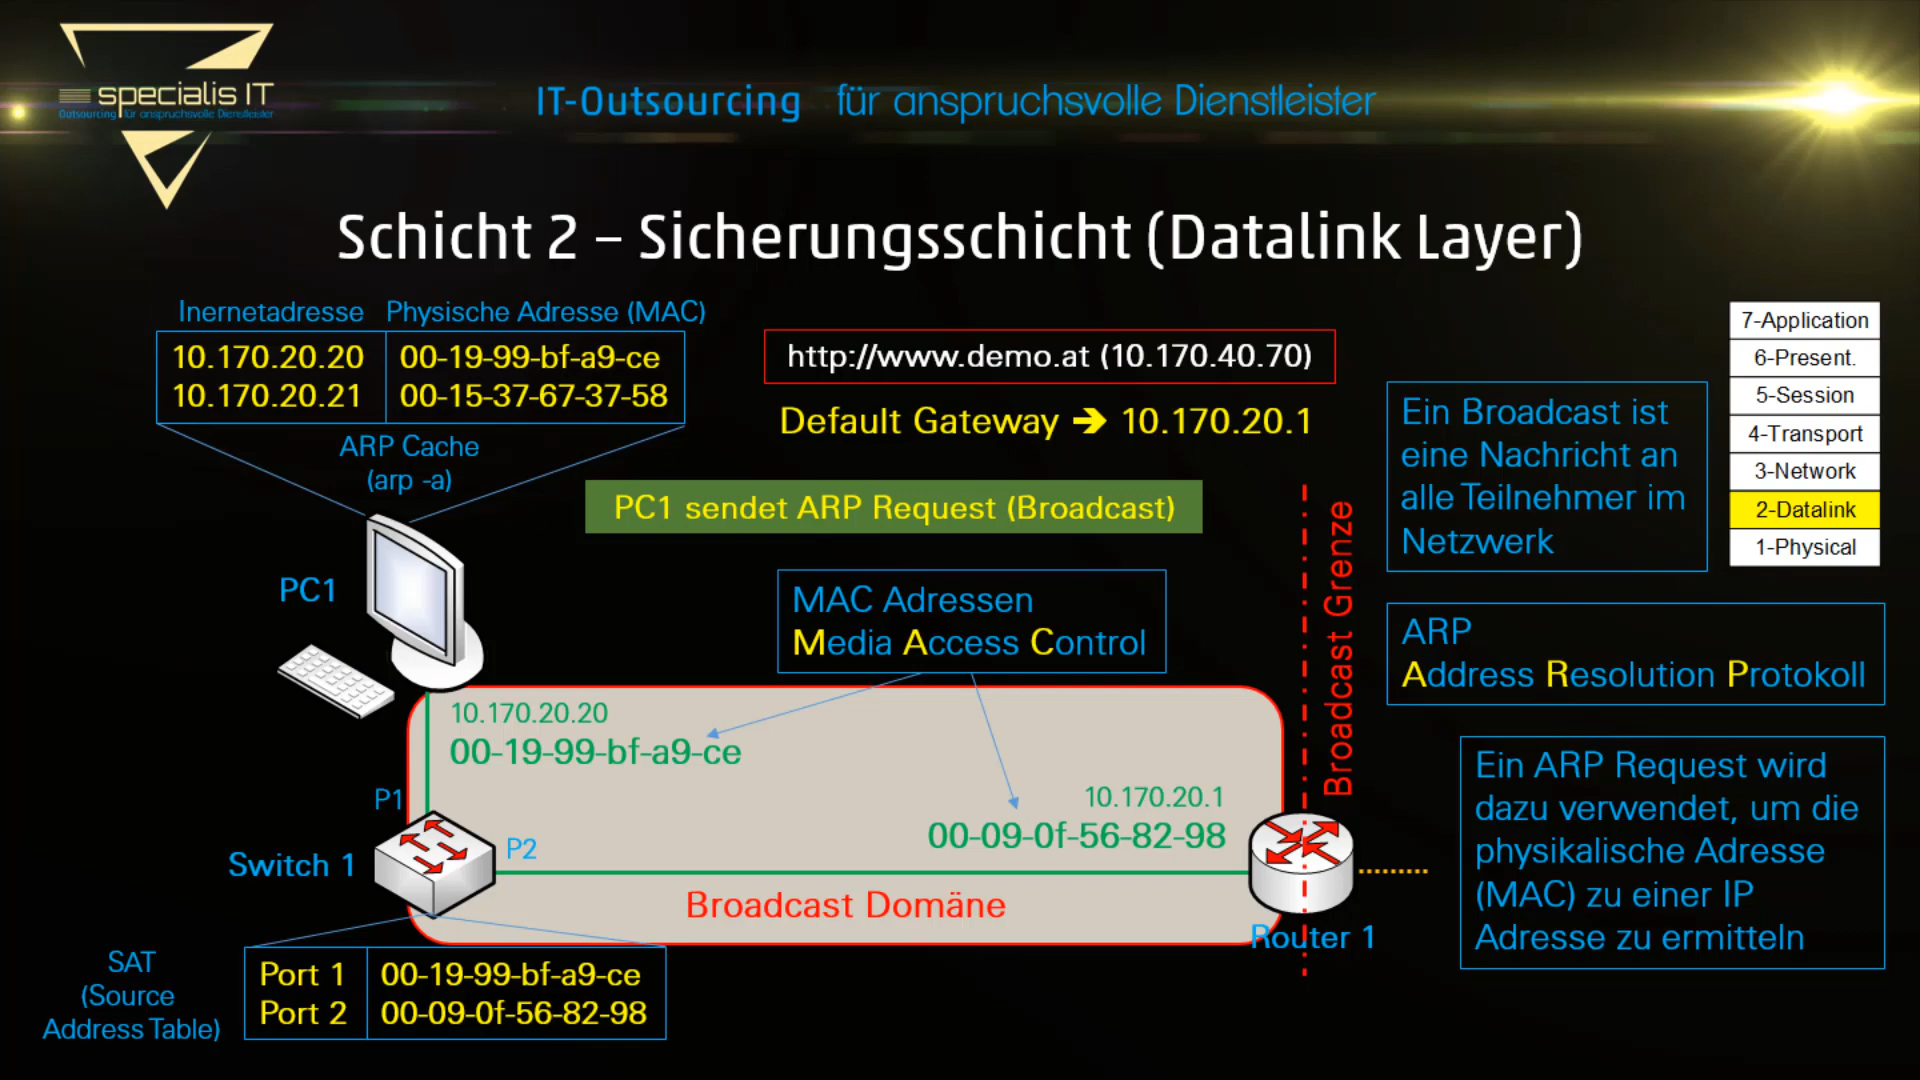 specialis IT
Outsourcing für anspruchsvolle Dienstleister
IT-Outsourcing für anspruchsvolle Dienstleister
Schicht 2 – Sicherungsschicht (Datalink Layer)
Inernetadresse Physische Adresse (MAC)
10.170.20.20 00-19-99-bf-a9-ce
10.170.20.21 00-15-37-67-37-58
ARP Cache
(arp -a)
http://www.demo.at (10.170.40.70)
Default Gateway ➔ 10.170.20.1
PC1 sendet ARP Request (Broadcast)
PC1
MAC Adressen
Media Access Control
10.170.20.20
00-19-99-bf-a9-ce
10.170.20.1
00-09-0f-56-82-98
P1
P2
Switch 1
Broadcast Domäne
Router 1
Broadcast Grenze
SAT
(Source
Address Table)
Port 1 00-19-99-bf-a9-ce
Port 2 00-09-0f-56-82-98
Ein Broadcast ist
eine Nachricht an
alle Teilnehmer im
Netzwerk
7-Application
6-Present.
5-Session
4-Transport
3-Network
2-Datalink
1-Physical
ARP
Address Resolution Protokoll
Ein ARP Request wird
dazu verwendet, um die
physikalische Adresse
(MAC) zu einer IP
Adresse zu ermitteln